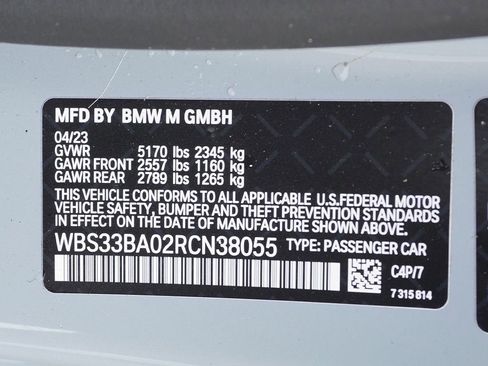 MFD BY BMW M GMBH
04/23
GVWR 5170 lbs 2345 kg
GAWR FRONT 2557 lbs 1160 kg
GAWR REAR 2789 lbs 1265 kg
THIS VEHICLE CONFORMS TO ALL APPLICABLE U.S.FEDERAL MOTOR
VEHICLE SAFETY, BUMPER AND THEFT PREVENTION STANDARDS
IN EFFECT ON THE DATE OF MANUFACTURE SHOWN ABOVE.
WBS33BA02RCN38055 TYPE: PASSENGER CAR
C4P/7
7 315 814